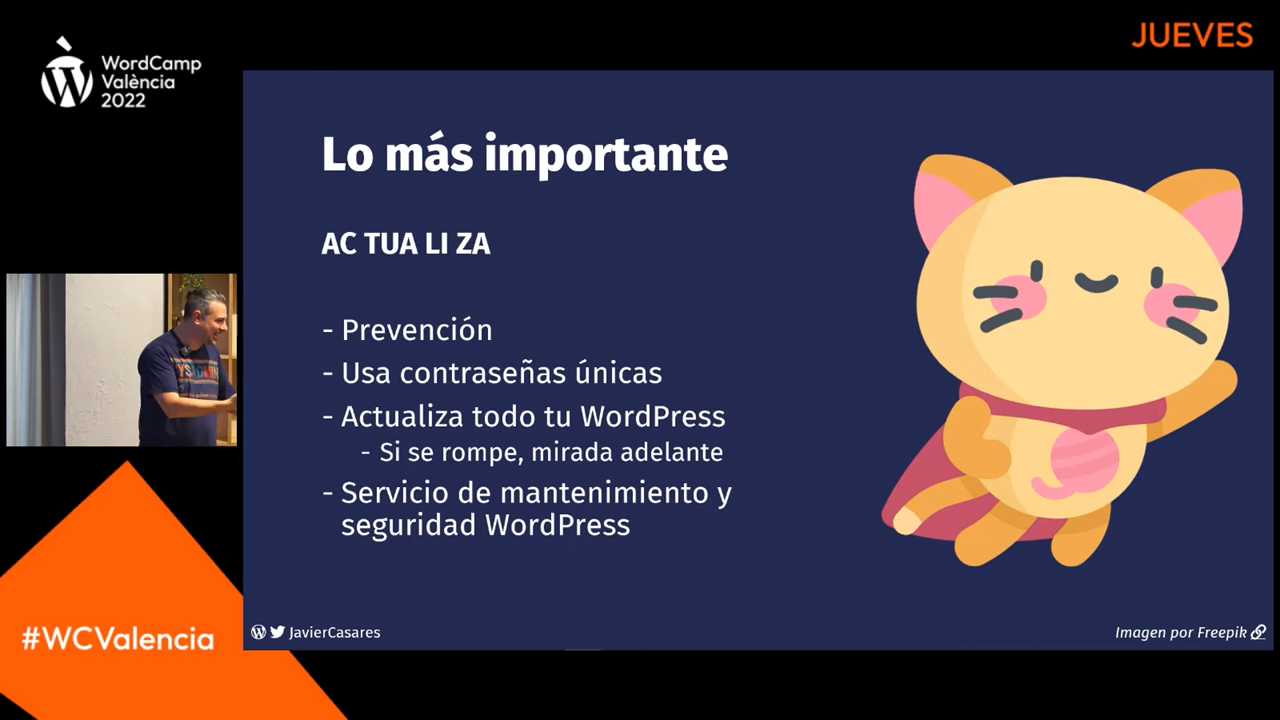 JUEVES
WordCamp
València
2022
Lo más importante
AC TUA LI ZA
- Prevención
- Usa contraseñas únicas
- Actualiza todo tu WordPress
- Si se rompe, mirada adelante
- Servicio de mantenimiento y
seguridad WordPress
#WCValencia
JavierCasares
Imagen por Freepik